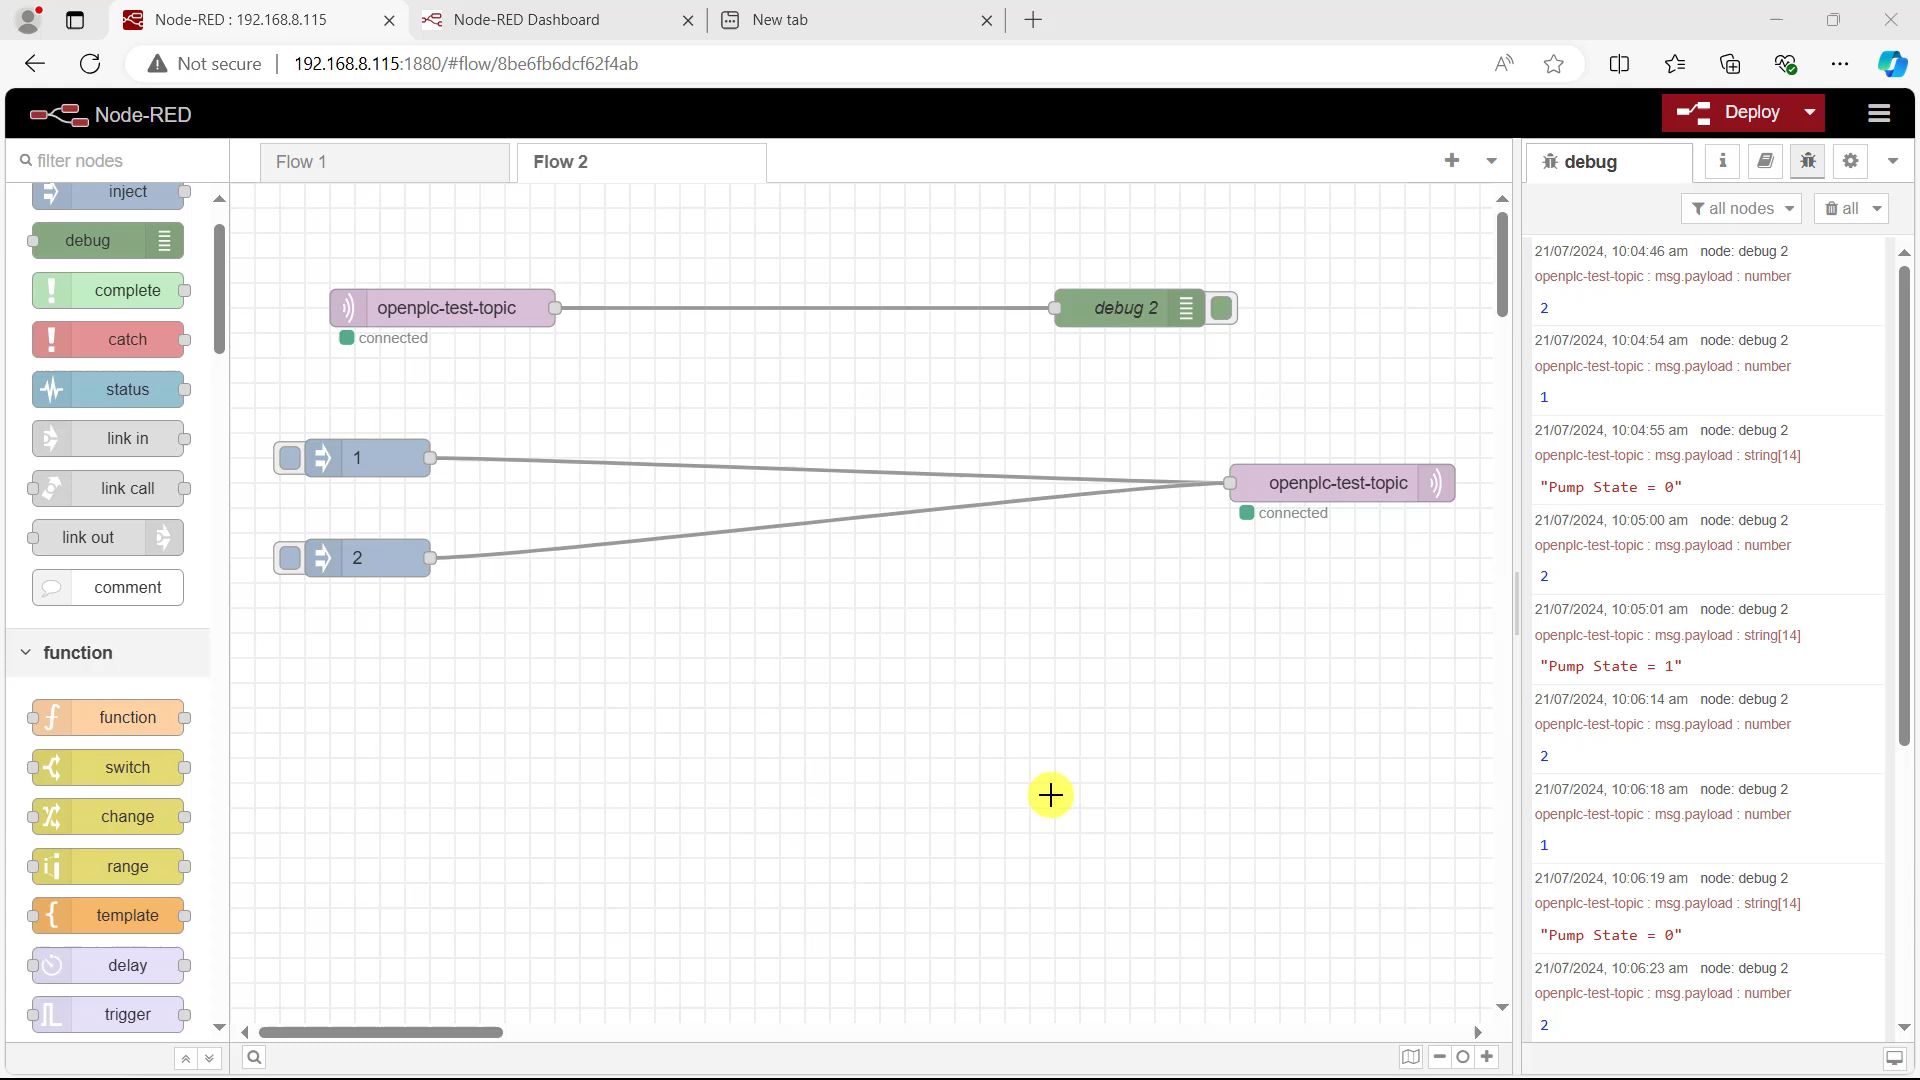 Node-RED : 192.168.8.115
Node-RED Dashboard
New tab
Not secure
192.168.8.115:1880/#flow/8be6fb6dcf62f4ab
Node-RED
Deploy
filter nodes
inject
debug
complete
catch
status
link in
link call
link out
comment
function
function
switch
change
range
template
delay
trigger
Flow 1
Flow 2
openplc-test-topic
connected
debug 2
1
2
openplc-test-topic
connected
debug
all nodes
all
21/07/2024, 10:04:46 am node: debug 2
openplc-test-topic : msg.payload : number
2
21/07/2024, 10:04:54 am node: debug 2
openplc-test-topic : msg.payload : number
1
21/07/2024, 10:04:55 am node: debug 2
openplc-test-topic : msg.payload : string[14]
"Pump State = 0"
21/07/2024, 10:05:00 am node: debug 2
openplc-test-topic : msg.payload : number
2
21/07/2024, 10:05:01 am node: debug 2
openplc-test-topic : msg.payload : string[14]
"Pump State = 1"
21/07/2024, 10:06:14 am node: debug 2
openplc-test-topic : msg.payload : number
2
21/07/2024, 10:06:18 am node: debug 2
openplc-test-topic : msg.payload : number
1
21/07/2024, 10:06:19 am node: debug 2
openplc-test-topic : msg.payload : string[14]
"Pump State = 0"
21/07/2024, 10:06:23 am node: debug 2
openplc-test-topic : msg.payload : number
2